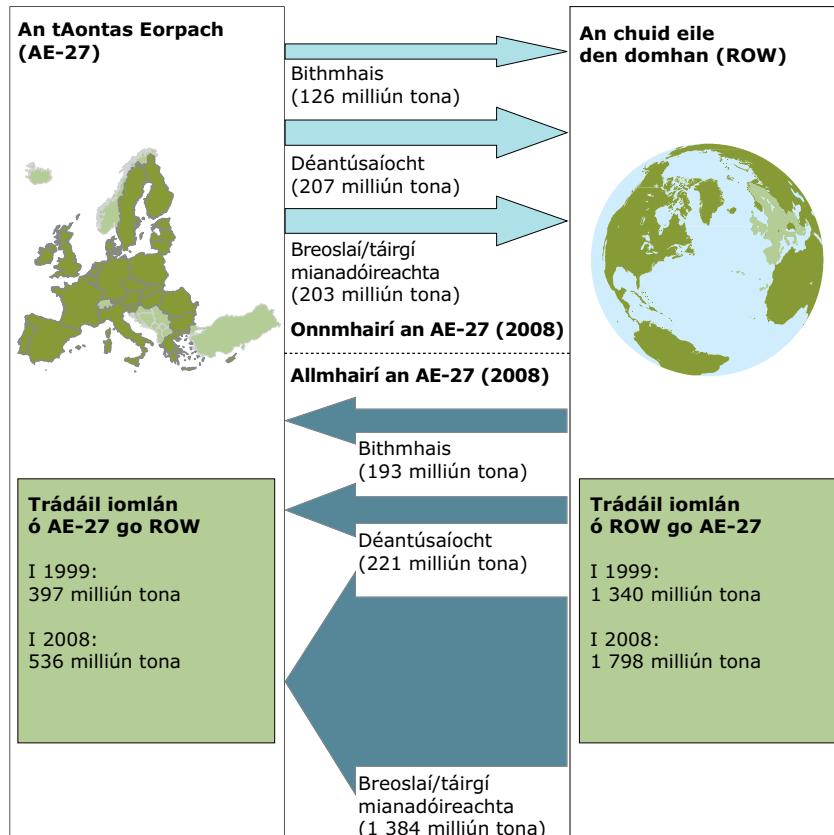 An tAontas Eorpach
(AE-27)
Bithmhais
(126 milliún tona)
Déantúsaíocht
(207 milliún tona)
Breoslaí/táirgí
mianadóireachta
(203 milliún tona)
Onnmhairí an AE-27 (2008)
An chuid eile
den domhan (ROW)
Allmhairí an AE-27 (2008)
Bithmhais
(193 milliún tona)
Déantúsaíocht
(221 milliún tona)
Breoslaí/táirgí
mianadóireachta
(1 384 milliún tona)
Trádáil iomlán
ó AE-27 go ROW
I 1999:
397 milliún tona
I 2008:
536 milliún tona
Trádáil iomlán
ó ROW go AE-27
I 1999:
1 340 milliún tona
I 2008:
1 798 milliún tona